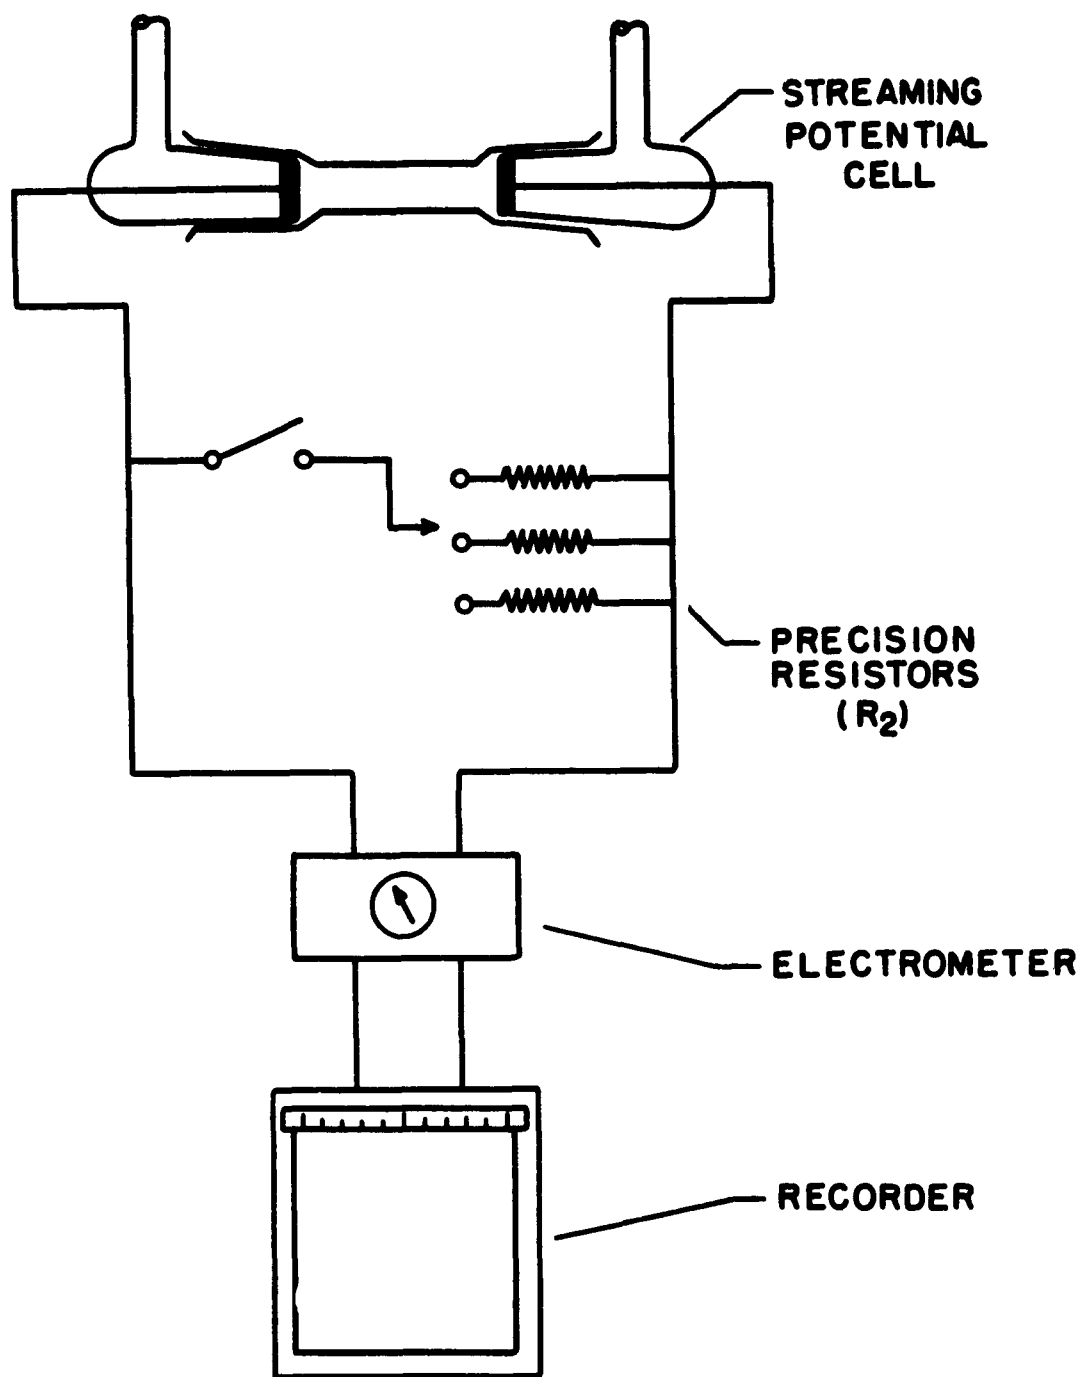 STREAMING
POTENTIAL
CELL
PRECISION
RESISTORS
(R₂)
ELECTROMETER
RECORDER